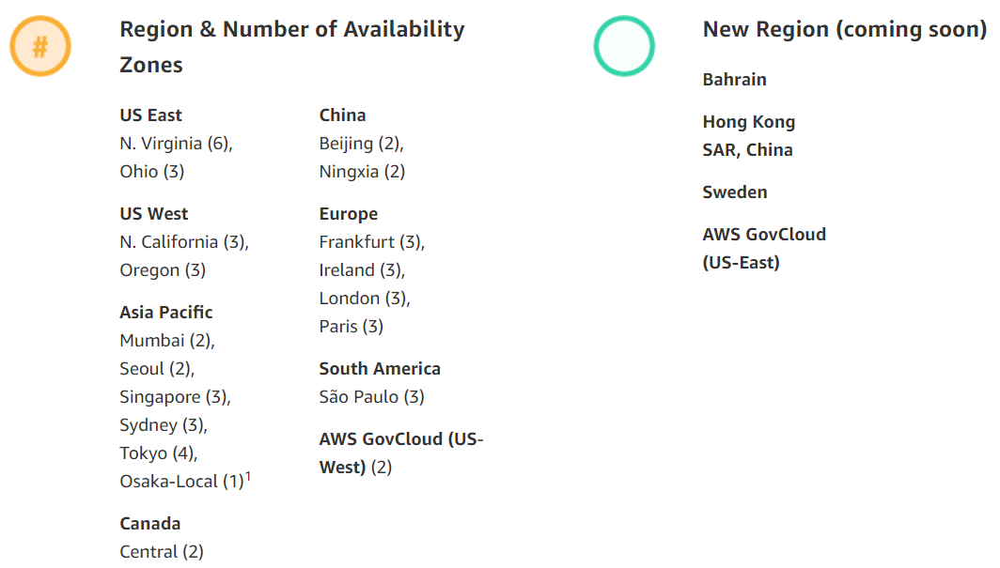 #
Region & Number of Availability
Zones
US East
N. Virginia (6),
Ohio (3)
US West
N. California (3),
Oregon (3)
Asia Pacific
Mumbai (2),
Seoul (2),
Singapore (3),
Sydney (3),
Tokyo (4),
Osaka-Local (1)¹
Canada
Central (2)
China
Beijing (2),
Ningxia (2)
Europe
Frankfurt (3),
Ireland (3),
London (3),
Paris (3)
South America
São Paulo (3)
AWS GovCloud (US-
West) (2)
New Region (coming soon)
Bahrain
Hong Kong
SAR, China
Sweden
AWS GovCloud
(US-East)